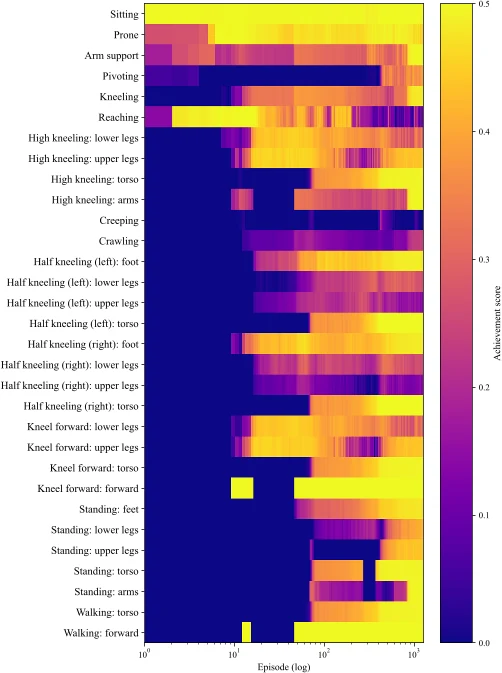 Sitting
Prone
Arm support
Pivoting
Kneeling
Reaching
High kneeling: lower legs
High kneeling: upper legs
High kneeling: torso
High kneeling: arms
Creeping
Crawling
Half kneeling (left): foot
Half kneeling (left): lower legs
Half kneeling (left): upper legs
Half kneeling (left): torso
Half kneeling (right): foot
Half kneeling (right): lower legs
Half kneeling (right): upper legs
Half kneeling (right): torso
Kneel forward: lower legs
Kneel forward: upper legs
Kneel forward: torso
Kneel forward: forward
Standing: feet
Standing: lower legs
Standing: upper legs
Standing: torso
Standing: arms
Walking: torso
Walking: forward
10⁰ 10¹ 10² 10³
Episode (log)
0.5
0.4
0.3
0.2
0.1
0.0
Achievement score